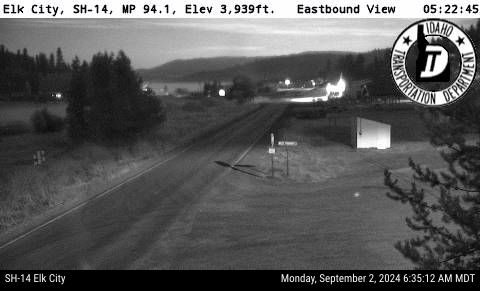 Elk City, SH-14, MP 94.1, Elev 3,939ft.   Eastbound View   05:22:45
IDAHO
TRANSPORTATION DEPARTMENT
SH-14 Elk City
Monday, September 2, 2024 6:35:12 AM MDT